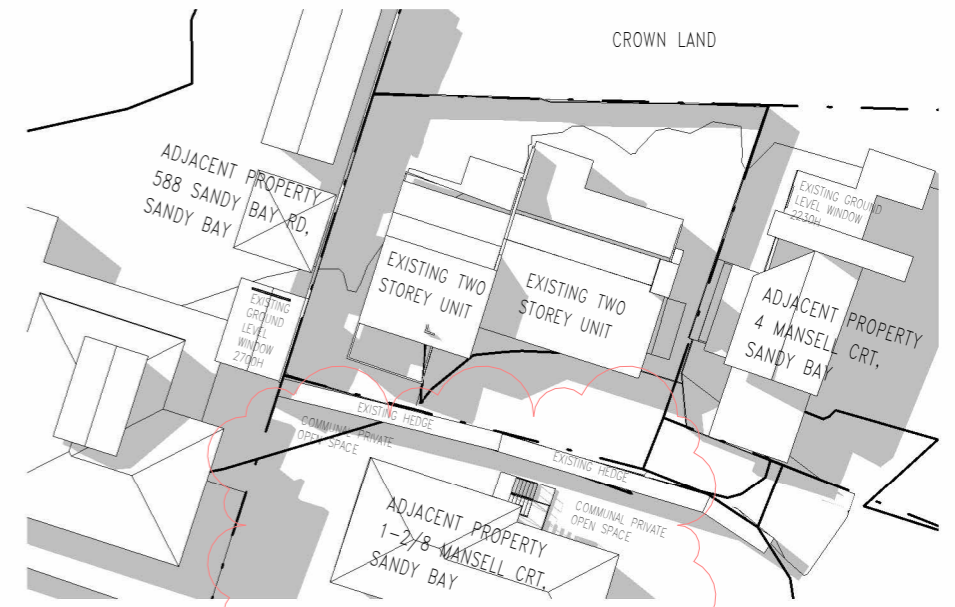 CROWN LAND
ADJACENT PROPERTY
588 SANDY BAY RD,
SANDY BAY
EXISTING GROUND
LEVEL WINDOW
2230H
EXISTING TWO
STOREY UNIT
EXISTING TWO
STOREY UNIT
EXISTING
GROUND
LEVEL
WINDOW
2700H
ADJACENT PROPERTY
4 MANSELL CRT,
SANDY BAY
EXISTING HEDGE
COMMUNAL PRIVATE
OPEN SPACE
EXISTING HEDGE
COMMUNAL PRIVATE
OPEN SPACE
ADJACENT PROPERTY
1-2/8 MANSELL CRT,
SANDY BAY